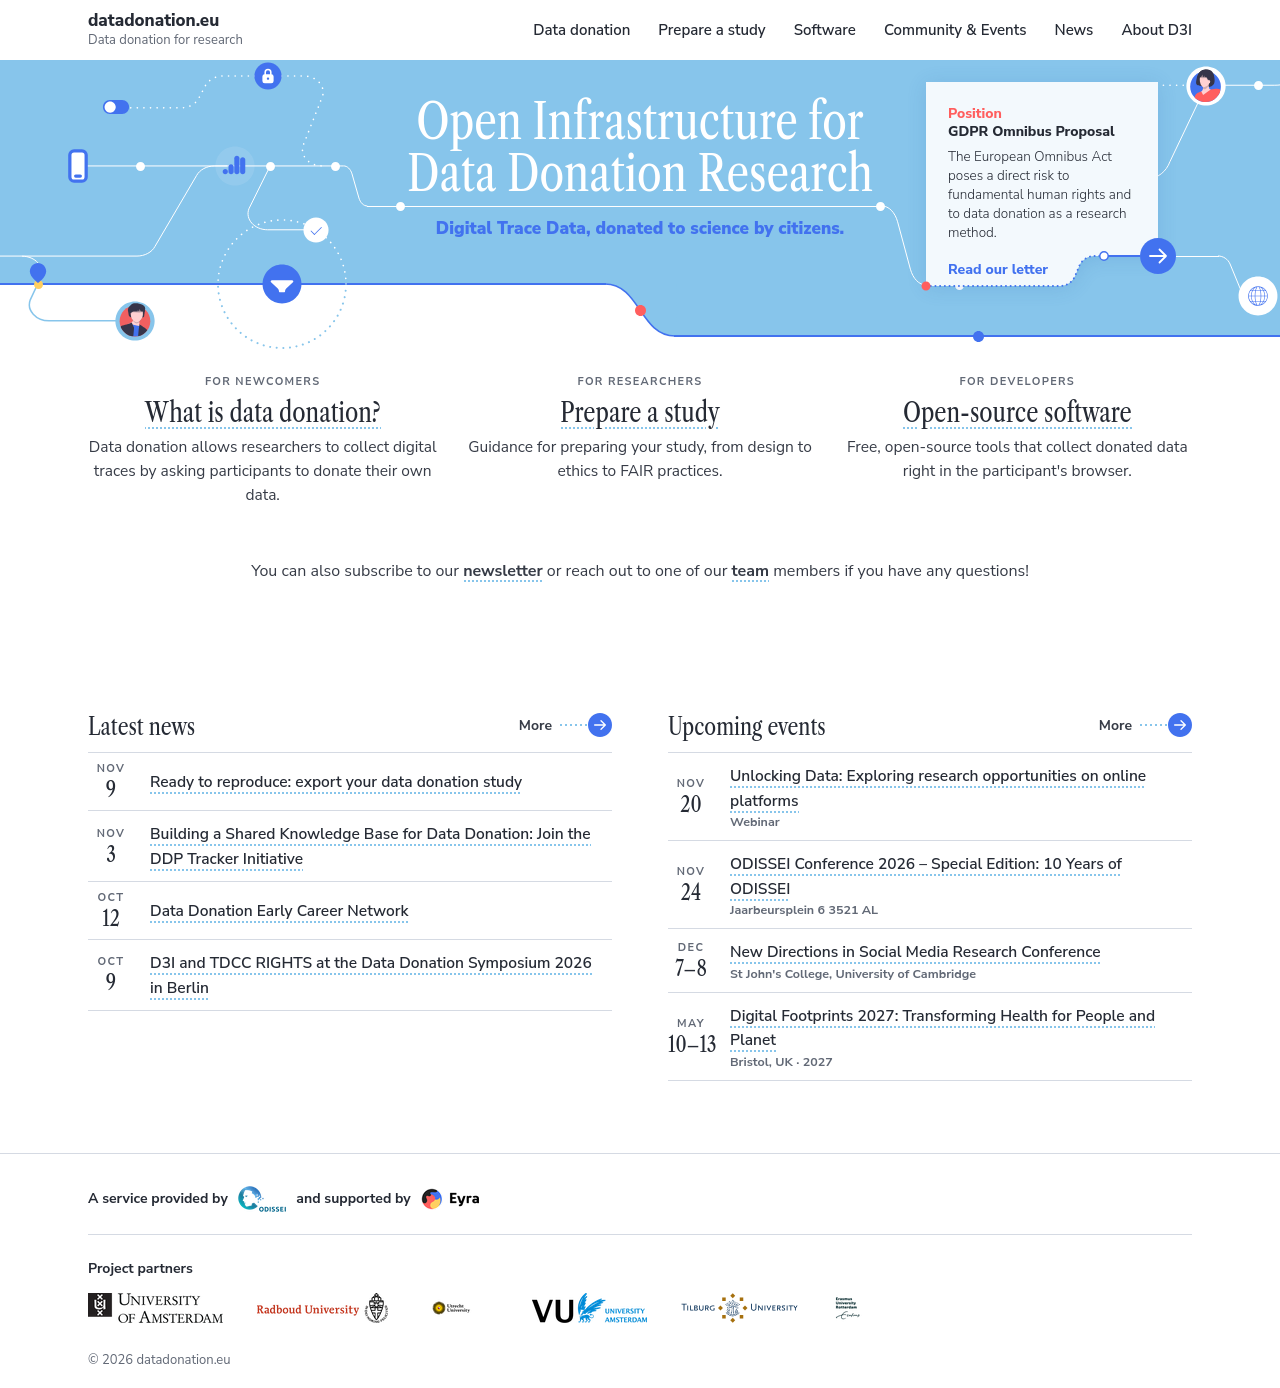 datadonation.eu
Data donation for research
Data donation
Prepare a study
Software
Community & Events
News
About D3I
Open Infrastructure for
Data Donation Research
Digital Trace Data, donated to science by citizens.
Position
GDPR Omnibus Proposal
The European Omnibus Act
poses a direct risk to
fundamental human rights and
to data donation as a research
method.
Read our letter
FOR NEWCOMERS
What is data donation?
Data donation allows researchers to collect digital
traces by asking participants to donate their own
data.
FOR RESEARCHERS
Prepare a study
Guidance for preparing your study, from design to
ethics to FAIR practices.
FOR DEVELOPERS
Open-source software
Free, open-source tools that collect donated data
right in the participant's browser.
You can also subscribe to our newsletter or reach out to one of our team members if you have any questions!
Latest news
More
NOV
9
Ready to reproduce: export your data donation study
NOV
3
Building a Shared Knowledge Base for Data Donation: Join the
DDP Tracker Initiative
OCT
12
Data Donation Early Career Network
OCT
9
D3I and TDCC RIGHTS at the Data Donation Symposium 2026
in Berlin
Upcoming events
More
NOV
20
Unlocking Data: Exploring research opportunities on online
platforms
Webinar
NOV
24
ODISSEI Conference 2026 – Special Edition: 10 Years of
ODISSEI
Jaarbeursplein 6 3521 AL
DEC
7–8
New Directions in Social Media Research Conference
St John's College, University of Cambridge
MAY
10–13
Digital Footprints 2027: Transforming Health for People and
Planet
Bristol, UK · 2027
A service provided by
ODISSEI
and supported by
Eyra
Project partners
UNIVERSITY
OF AMSTERDAM
Radboud University
Utrecht
University
VU
UNIVERSITY
AMSTERDAM
TILBURG UNIVERSITY
Erasmus
University
Rotterdam
Erasmus
© 2026 datadonation.eu